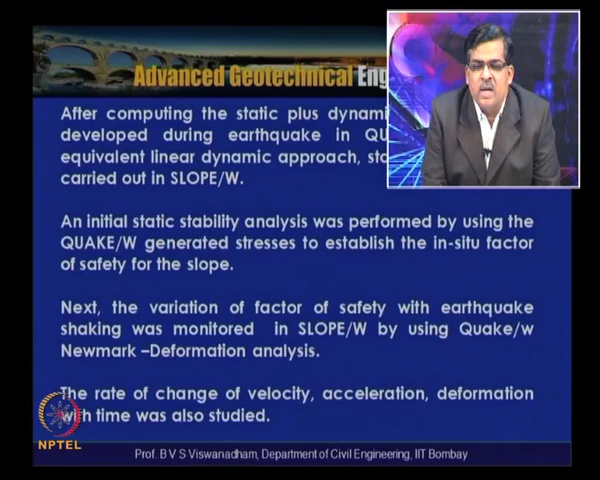 Advanced Geotechnical Eng
After computing the static plus dynami
developed during earthquake in QU
equivalent linear dynamic approach, sta
carried out in SLOPE/W.
An initial static stability analysis was performed by using the
QUAKE/W generated stresses to establish the in-situ factor
of safety for the slope.
Next, the variation of factor of safety with earthquake
shaking was monitored in SLOPE/W by using Quake/w
Newmark –Deformation analysis.
The rate of change of velocity, acceleration, deformation
with time was also studied.
NPTEL
Prof. B V S Viswanadham, Department of Civil Engineering, IIT Bombay